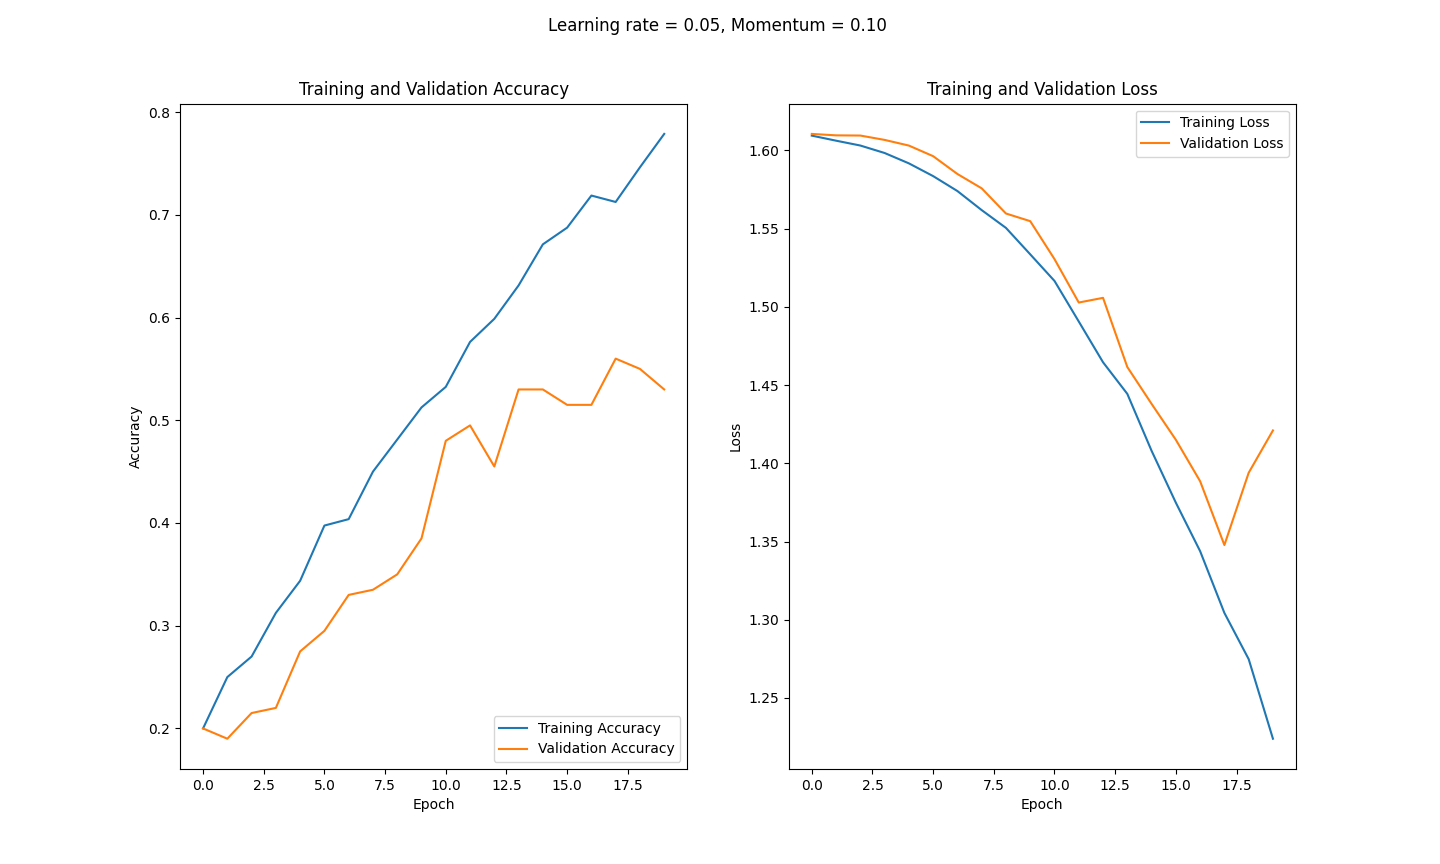 Learning rate = 0.05, Momentum = 0.10
Training and Validation Accuracy
0.8
0.7
0.6
0.5
0.4
0.3
0.2
Accuracy
Training Accuracy
Validation Accuracy
0.0 2.5 5.0 7.5 10.0 12.5 15.0 17.5
Epoch
Training and Validation Loss
Training Loss
Validation Loss
1.60
1.55
1.50
1.45
1.40
1.35
1.30
1.25
Loss
0.0 2.5 5.0 7.5 10.0 12.5 15.0 17.5
Epoch